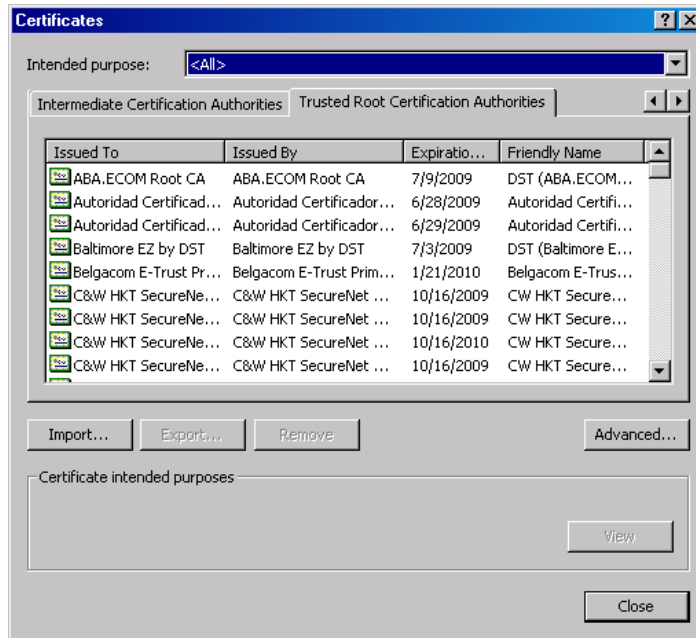 Certificates
Intended purpose: <All>
Intermediate Certification Authorities Trusted Root Certification Authorities
Issued To Issued By Expiratio... Friendly Name
ABA.ECOM Root CA ABA.ECOM Root CA 7/9/2009 DST (ABA.ECOM...
Autoridad Certificad... Autoridad Certificador... 6/28/2009 Autoridad Certifi...
Autoridad Certificad... Autoridad Certificador... 6/29/2009 Autoridad Certifi...
Baltimore EZ by DST Baltimore EZ by DST 7/3/2009 DST (Baltimore E...
Belgacom E-Trust Pr... Belgacom E-Trust Prim... 1/21/2010 Belgacom E-Trus...
C&W HKT SecureNe... C&W HKT SecureNet ... 10/16/2009 CW HKT Secure...
C&W HKT SecureNe... C&W HKT SecureNet ... 10/16/2009 CW HKT Secure...
C&W HKT SecureNe... C&W HKT SecureNet ... 10/16/2010 CW HKT Secure...
C&W HKT SecureNe... C&W HKT SecureNet ... 10/16/2009 CW HKT Secure...
Import... Export... Remove Advanced...
Certificate intended purposes
View
Close